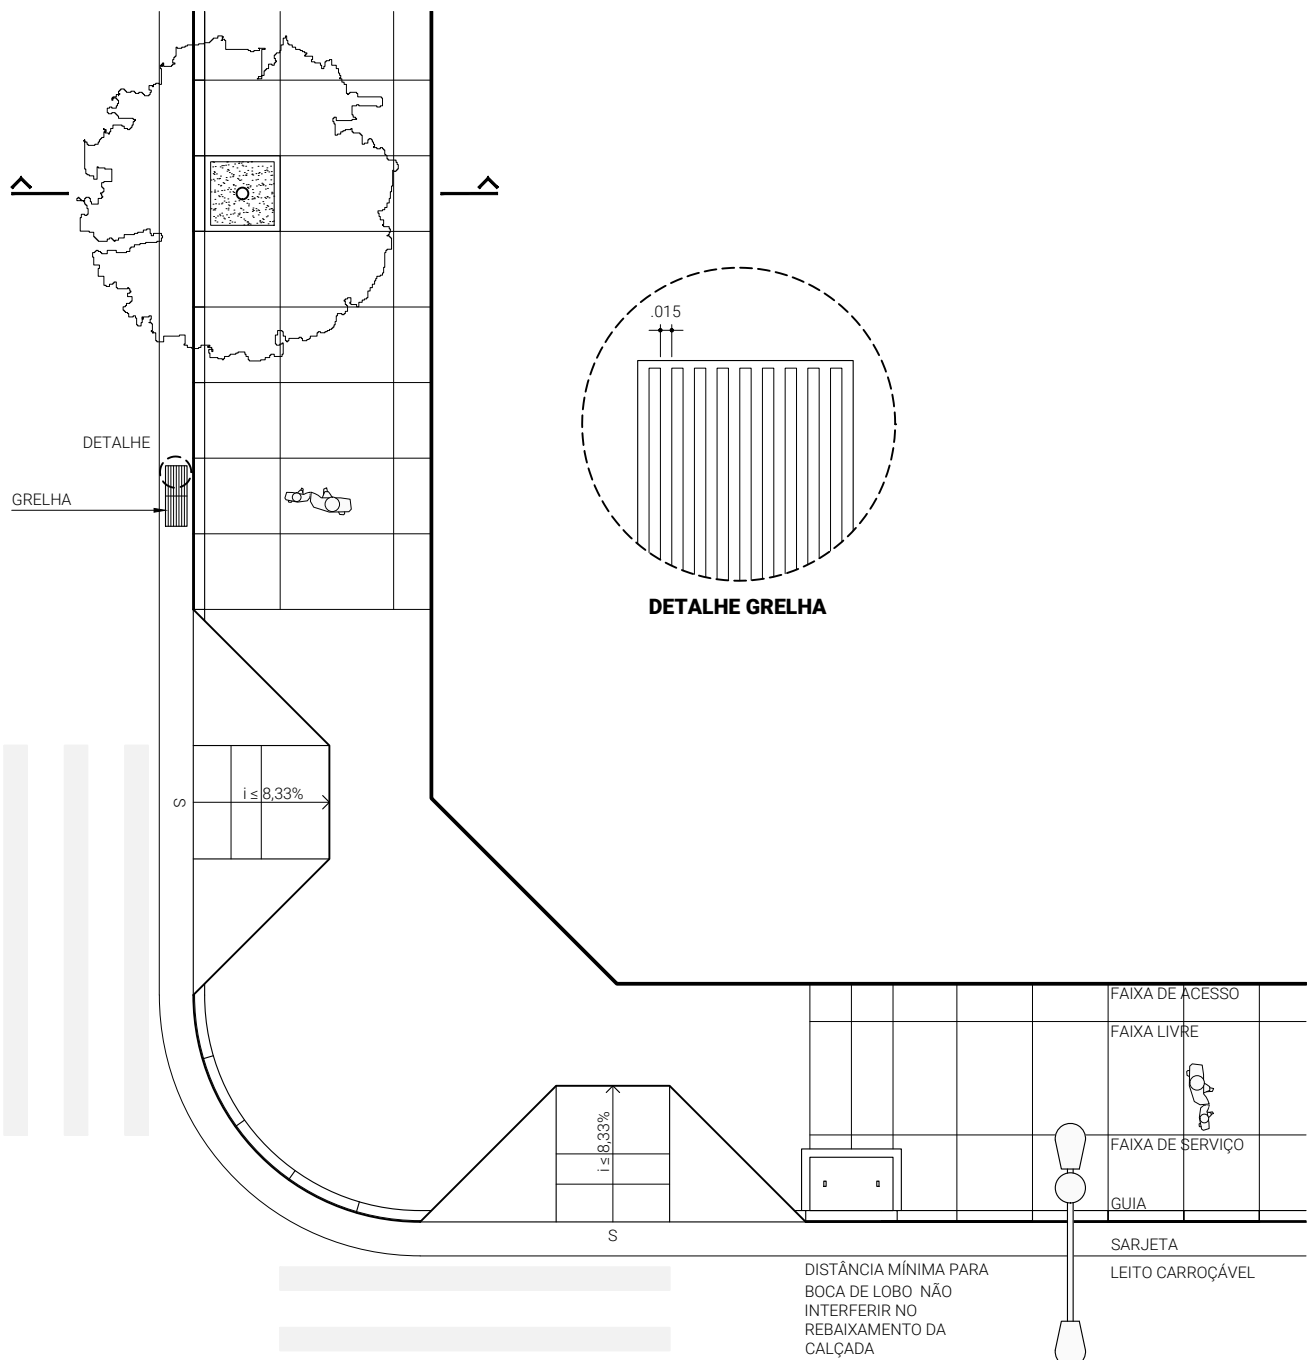 .015
DETALHE
GRELHA
DETALHE GRELHA
S
i ≤ 8,33%
FAIXA DE ACESSO
FAIXA LIVRE
i ≤ 8,33%
FAIXA DE SERVIÇO
GUIA
S
SARJETA
LEITO CARROÇÁVEL
DISTÂNCIA MÍNIMA PARA
BOCA DE LOBO NÃO
INTERFERIR NO
REBAIXAMENTO DA
CALÇADA